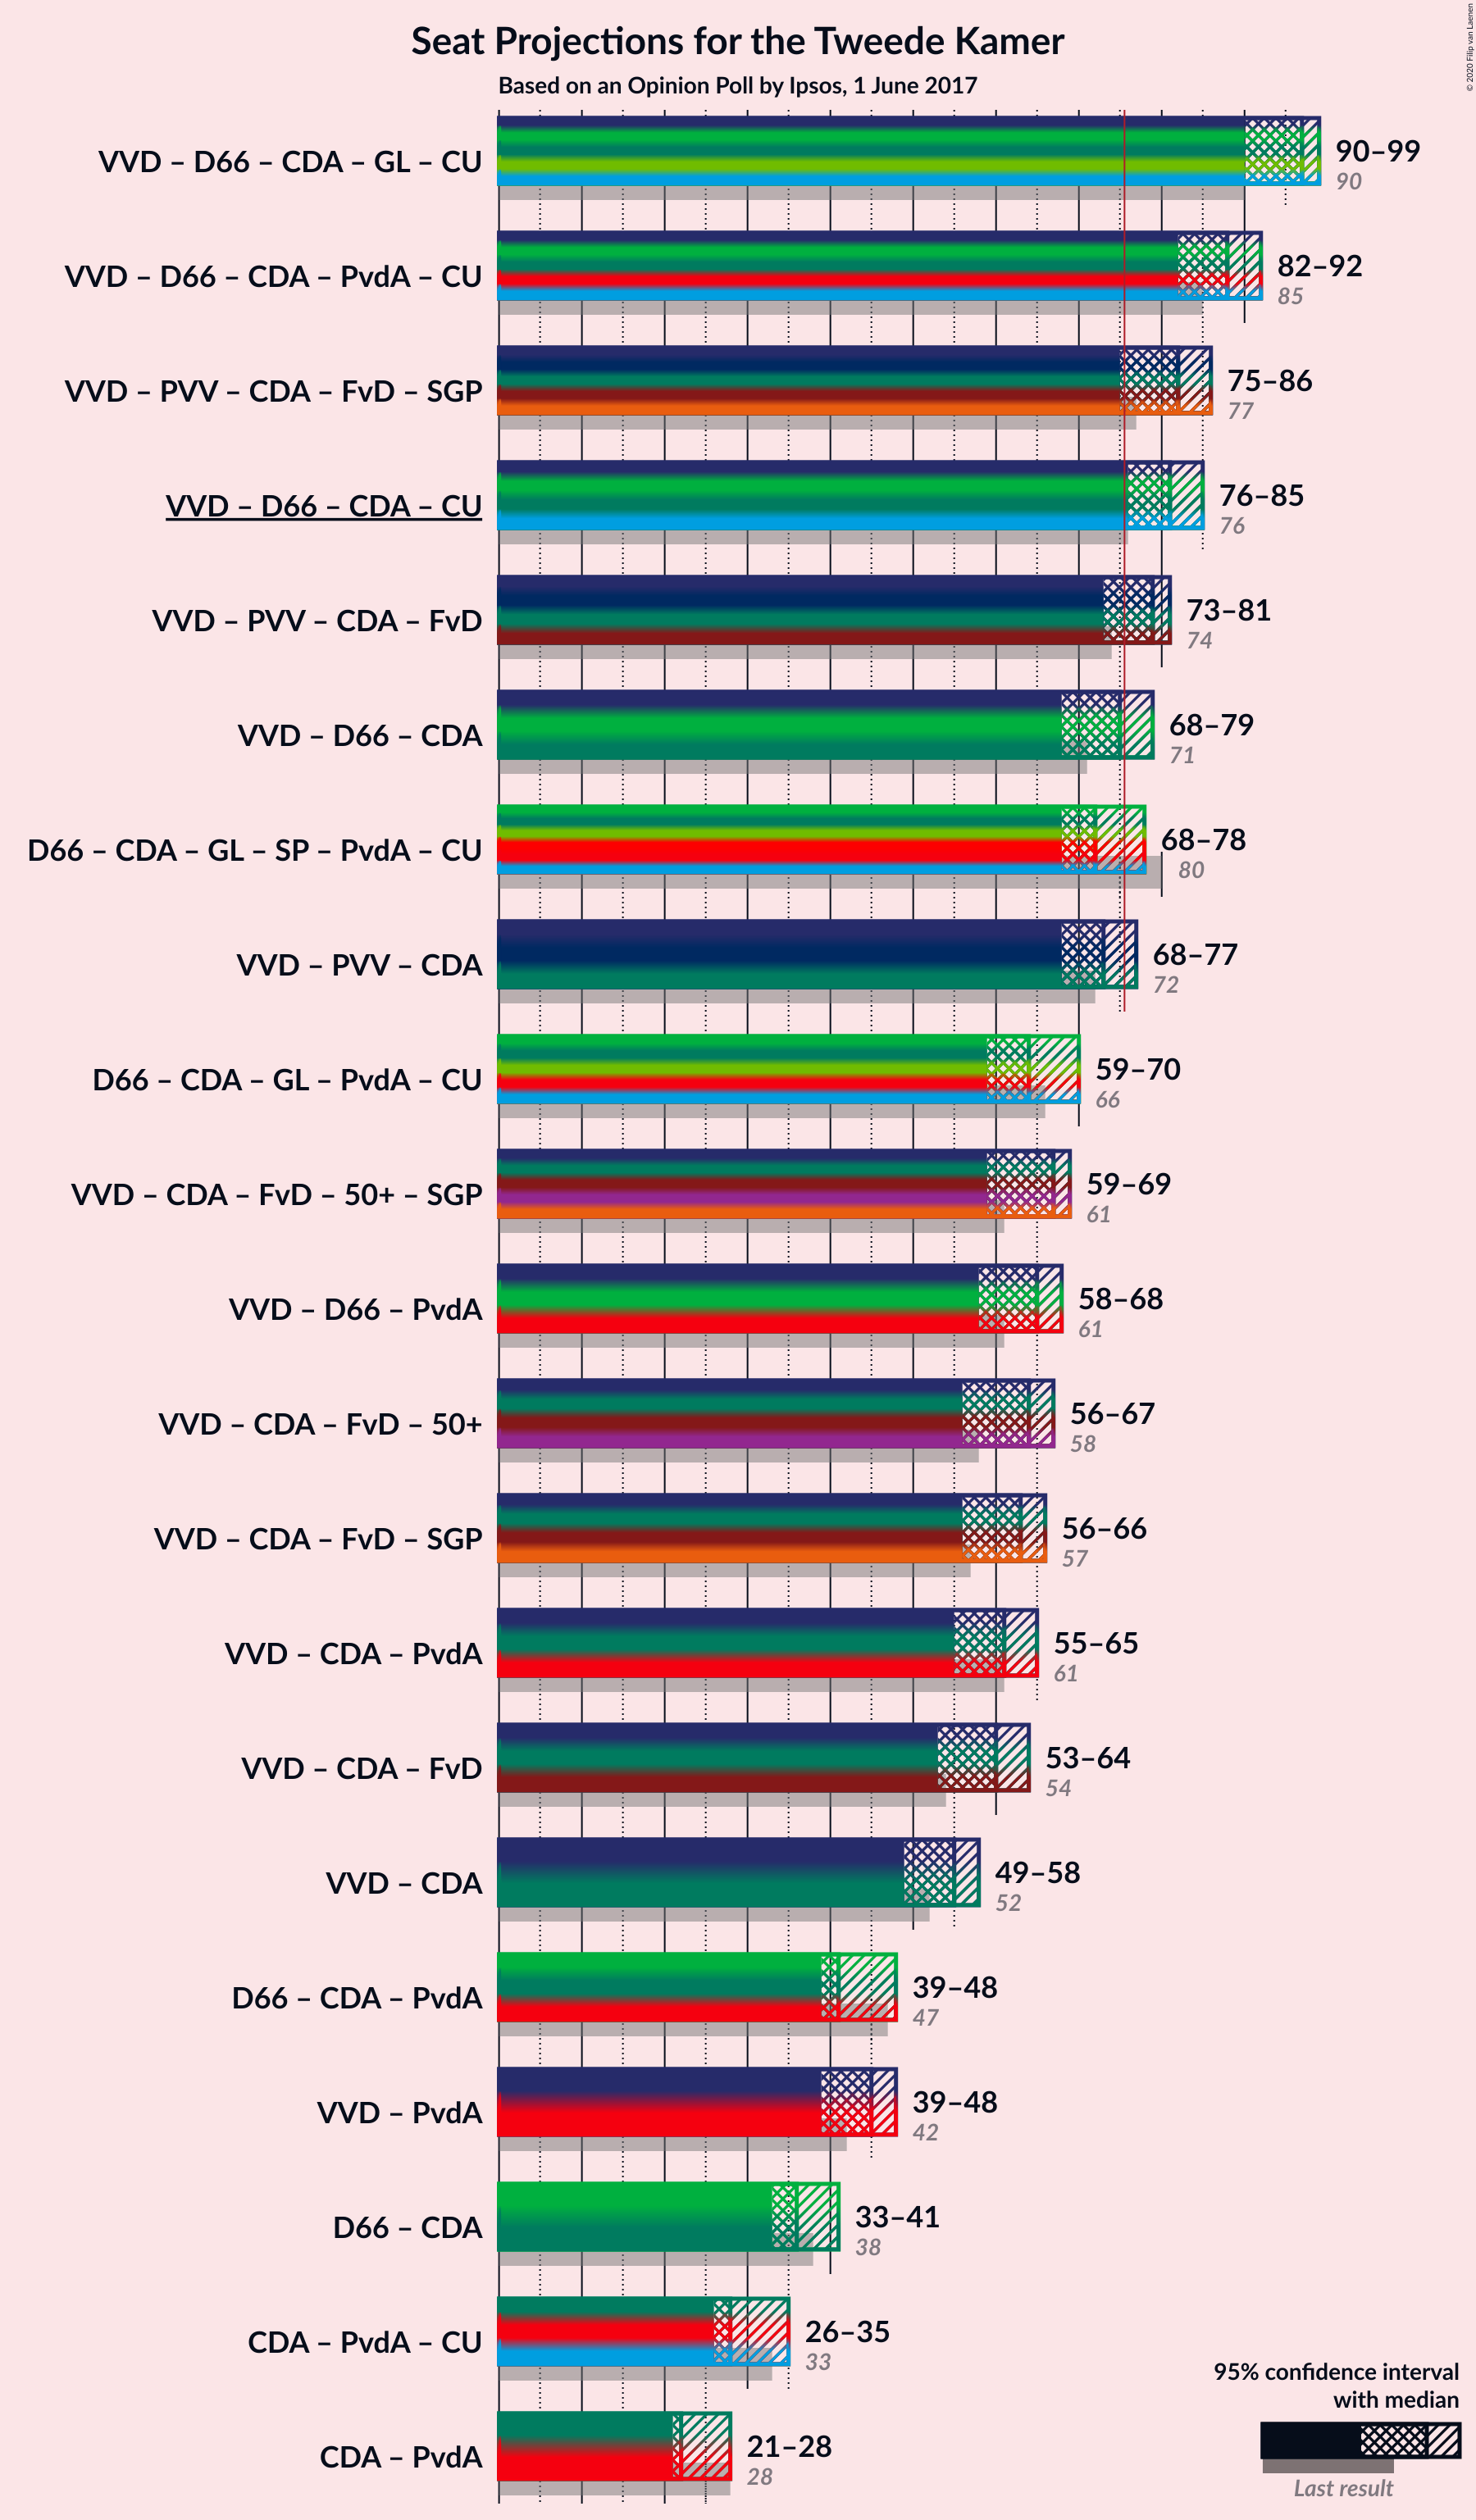 Seat Projections for the Tweede Kamer
Based on an Opinion Poll by Ipsos, 1 June 2017
© 2020 Filip van Laenen
VVD – D66 – CDA – GL – CU
90–99
90
VVD – D66 – CDA – PvdA – CU
82–92
85
VVD – PVV – CDA – FvD – SGP
75–86
77
VVD – D66 – CDA – CU
76–85
76
VVD – PVV – CDA – FvD
73–81
74
VVD – D66 – CDA
68–79
71
D66 – CDA – GL – SP – PvdA – CU
68–78
80
VVD – PVV – CDA
68–77
72
D66 – CDA – GL – PvdA – CU
59–70
66
VVD – CDA – FvD – 50+ – SGP
59–69
61
VVD – D66 – PvdA
58–68
61
VVD – CDA – FvD – 50+
56–67
58
VVD – CDA – FvD – SGP
56–66
57
VVD – CDA – PvdA
55–65
61
VVD – CDA – FvD
53–64
54
VVD – CDA
49–58
52
D66 – CDA – PvdA
39–48
47
VVD – PvdA
39–48
42
D66 – CDA
33–41
38
CDA – PvdA – CU
26–35
33
CDA – PvdA
21–28
28
95% confidence interval
with median
Last result